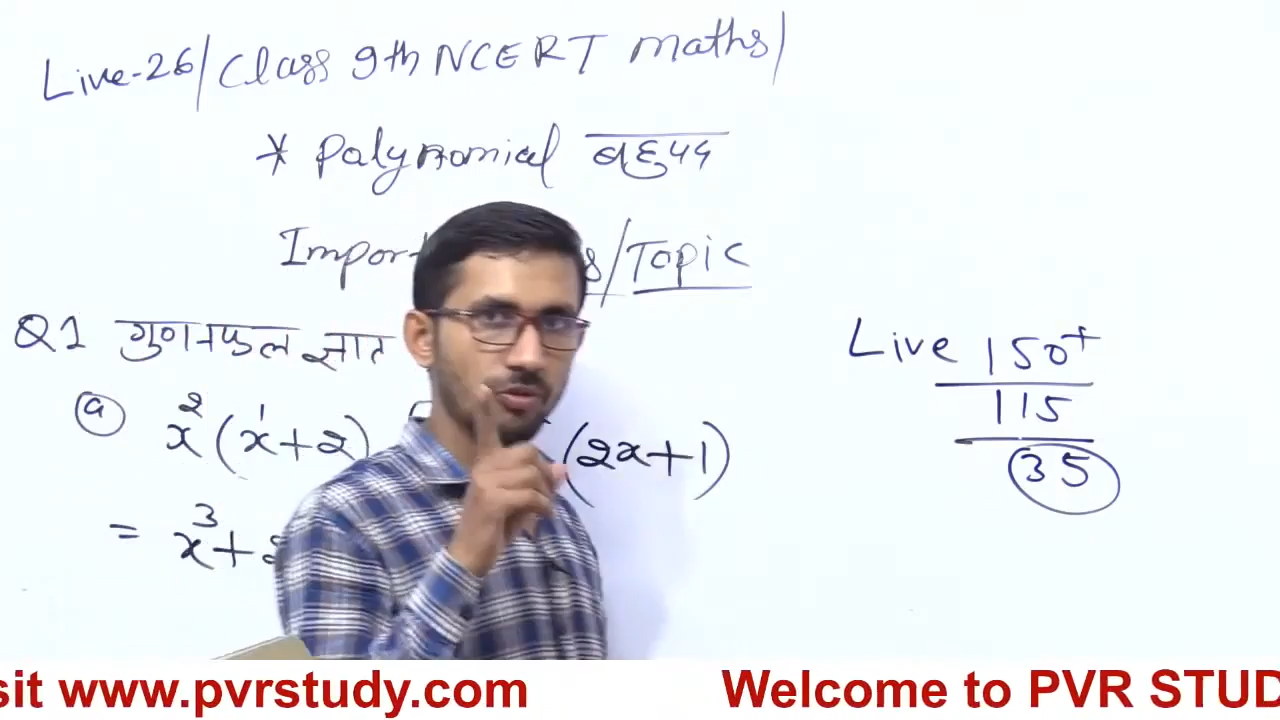 Live-26/Class 9th NCERT maths/
* Polynomial बहुपद
/Topic
Q1 गुणनफल ज्ञात
(a) x²(x¹+2) (2x+1)
= x³+
Live 150+
115
35
sit www.pvrstudy.com Welcome to PVR STUD